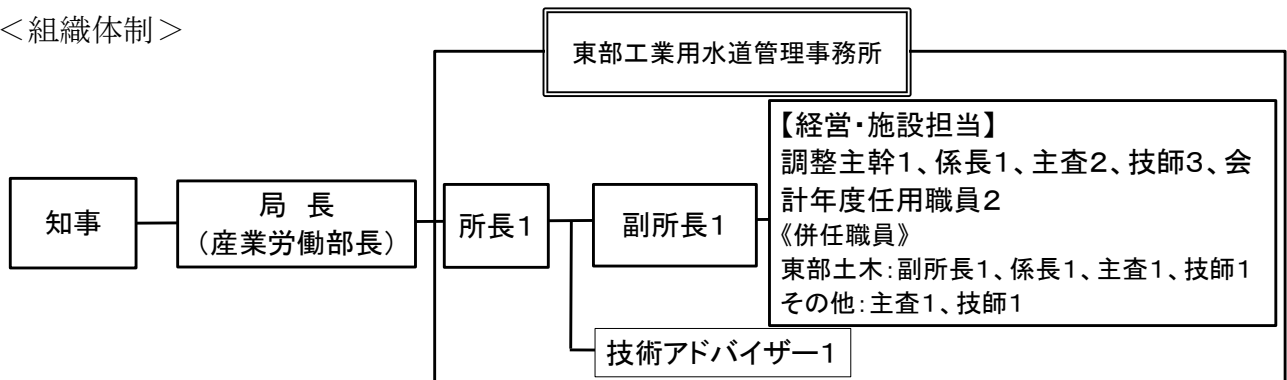 ＜組織体制＞
東部工業用水道管理事務所
知事
局　長
（産業労働部長）
所長1
副所長1
【経営・施設担当】
調整主幹1、係長1、主査2、技師3、会
計年度任用職員2
《併任職員》
東部土木：副所長1、係長1、主査1、技師1
その他：主査1、技師1
技術アドバイザー1